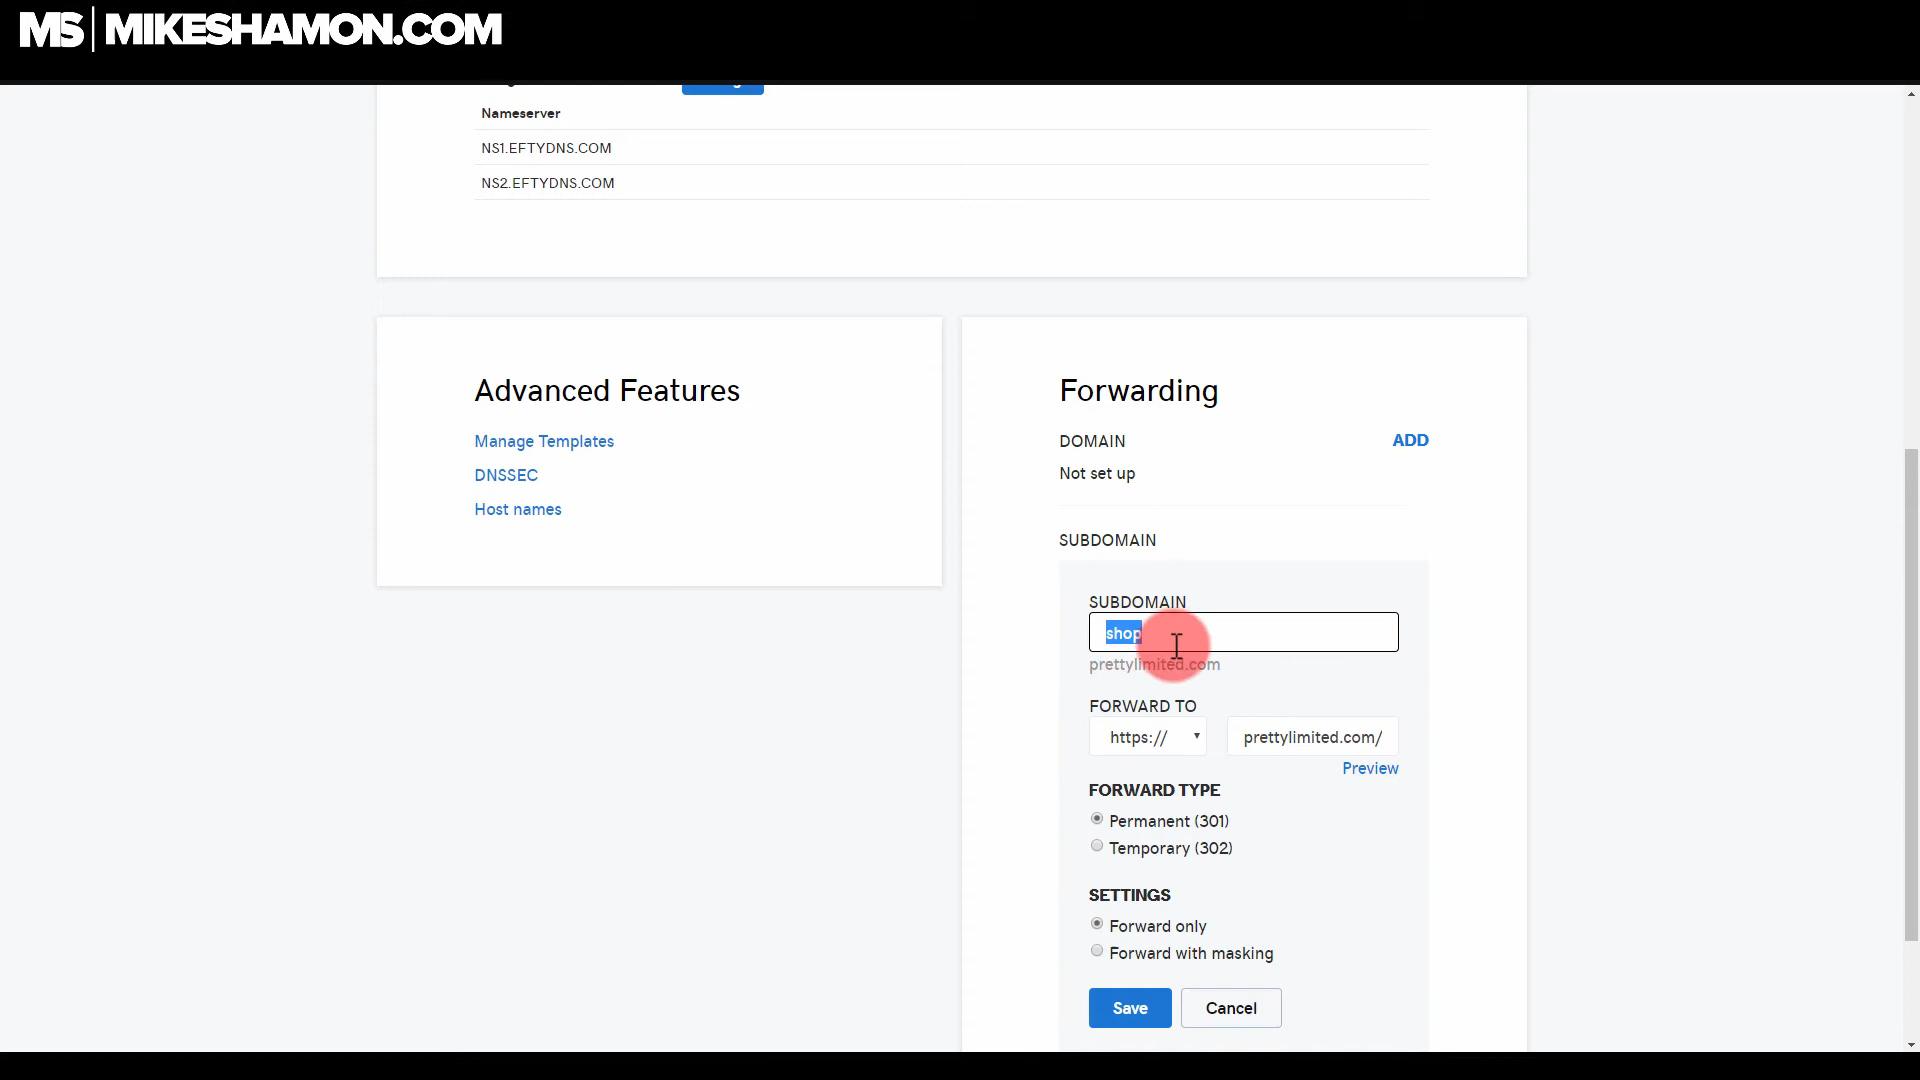 MS | MIKESHAMON.COM
Nameserver
NS1.EFTYDNS.COM
NS2.EFTYDNS.COM
Advanced Features
Manage Templates
DNSSEC
Host names
Forwarding
DOMAIN ADD
Not set up
SUBDOMAIN
SUBDOMAIN
shop
prettylimited.com
FORWARD TO
https:// prettylimited.com/
Preview
FORWARD TYPE
Permanent (301)
Temporary (302)
SETTINGS
Forward only
Forward with masking
Save Cancel